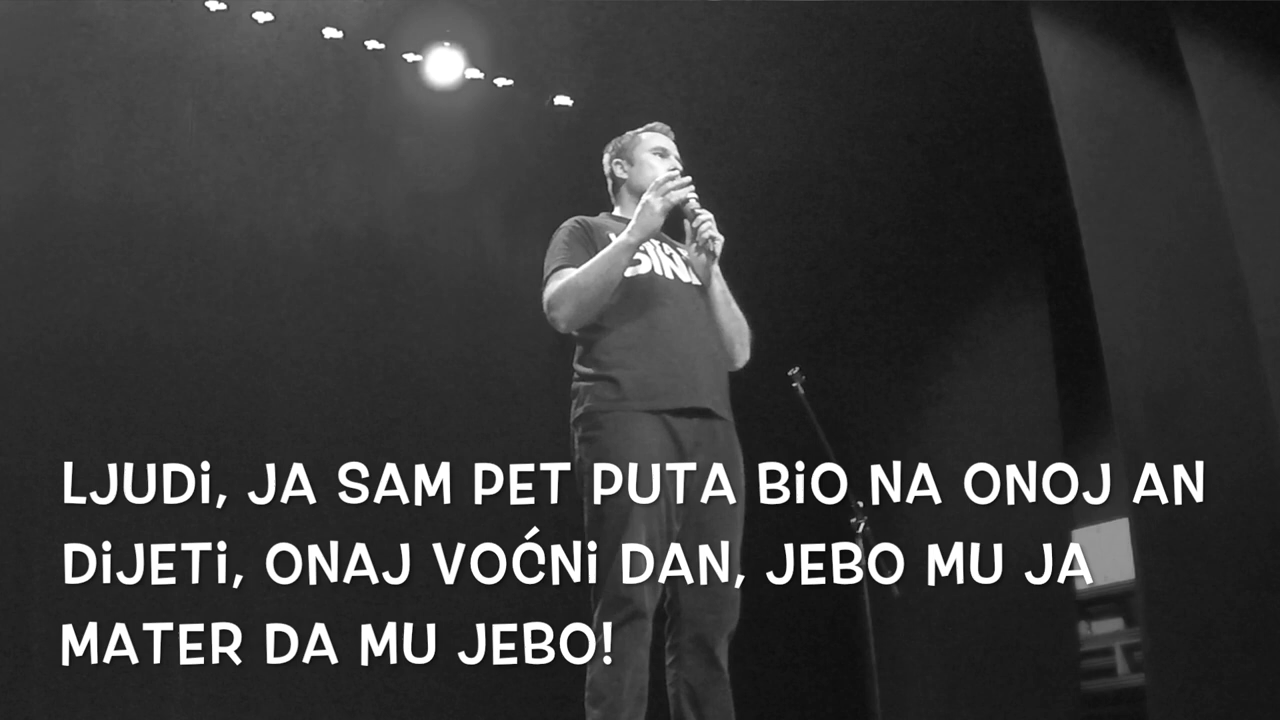 SINJ
LJUDI, JA SAM PET PUTA BIO NA ONOJ AN
DIJETI, ONAJ VOĆNI DAN, JEBO MU JA
MATER DA MU JEBO!